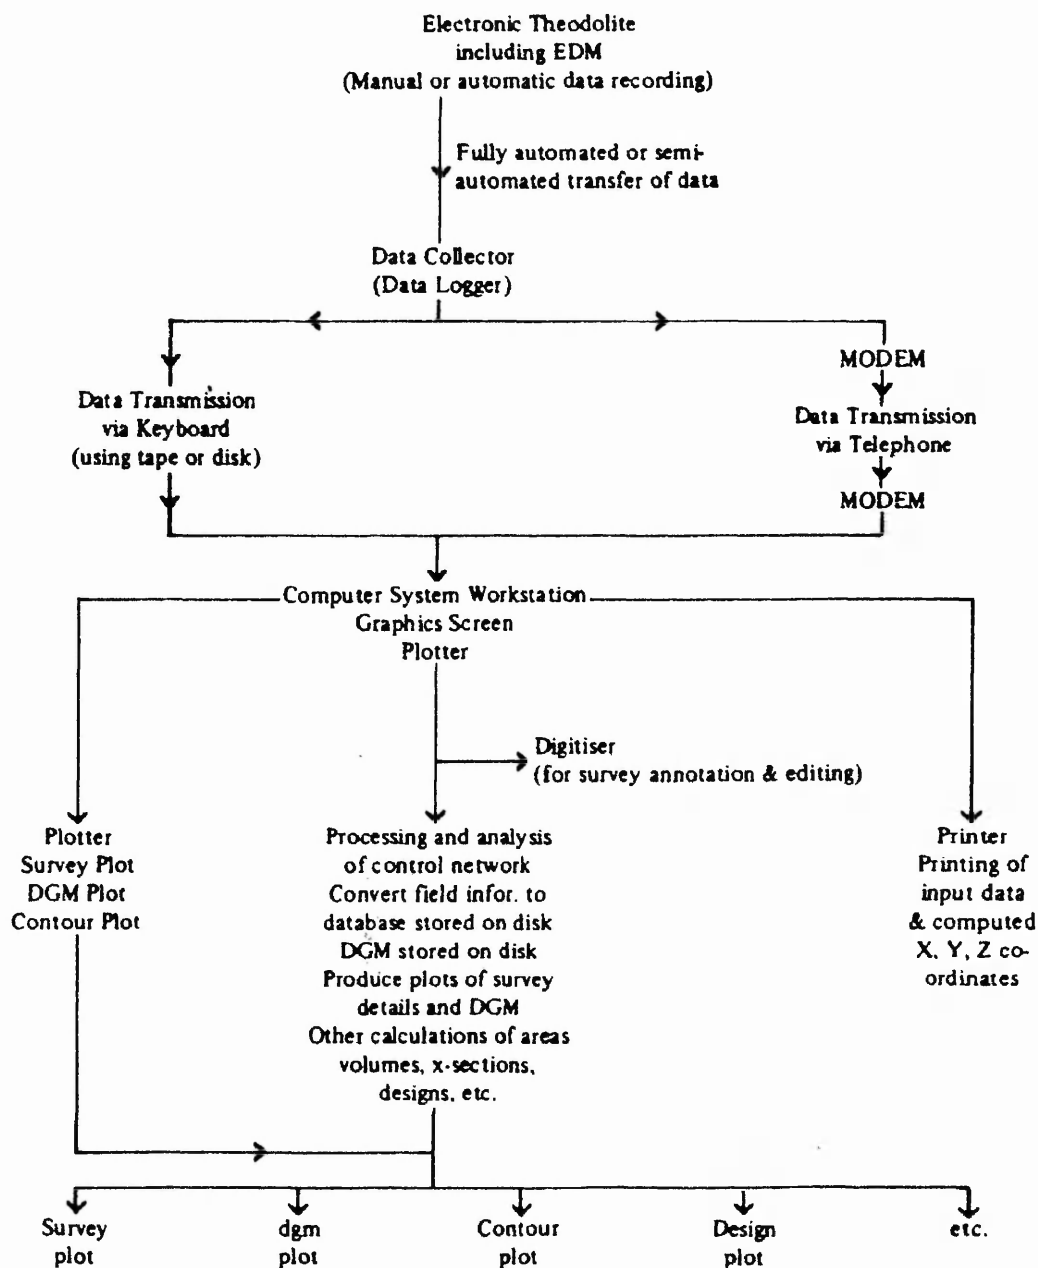 Electronic Theodolite
including EDM
(Manual or automatic data recording)
Fully automated or semi-
automated transfer of data
Data Collector
(Data Logger)
Data Transmission
via Keyboard
(using tape or disk)
MODEM
Data Transmission
via Telephone
MODEM
Computer System Workstation
Graphics Screen
Plotter
Digitiser
(for survey annotation & editing)
Plotter
Survey Plot
DGM Plot
Contour Plot
Processing and analysis
of control network
Convert field infor. to
database stored on disk
DGM stored on disk
Produce plots of survey
details and DGM
Other calculations of areas
volumes, x-sections,
designs, etc.
Printer
Printing of
input data
& computed
X, Y, Z co-
ordinates
Survey
plot
dgm
plot
Contour
plot
Design
plot
etc.